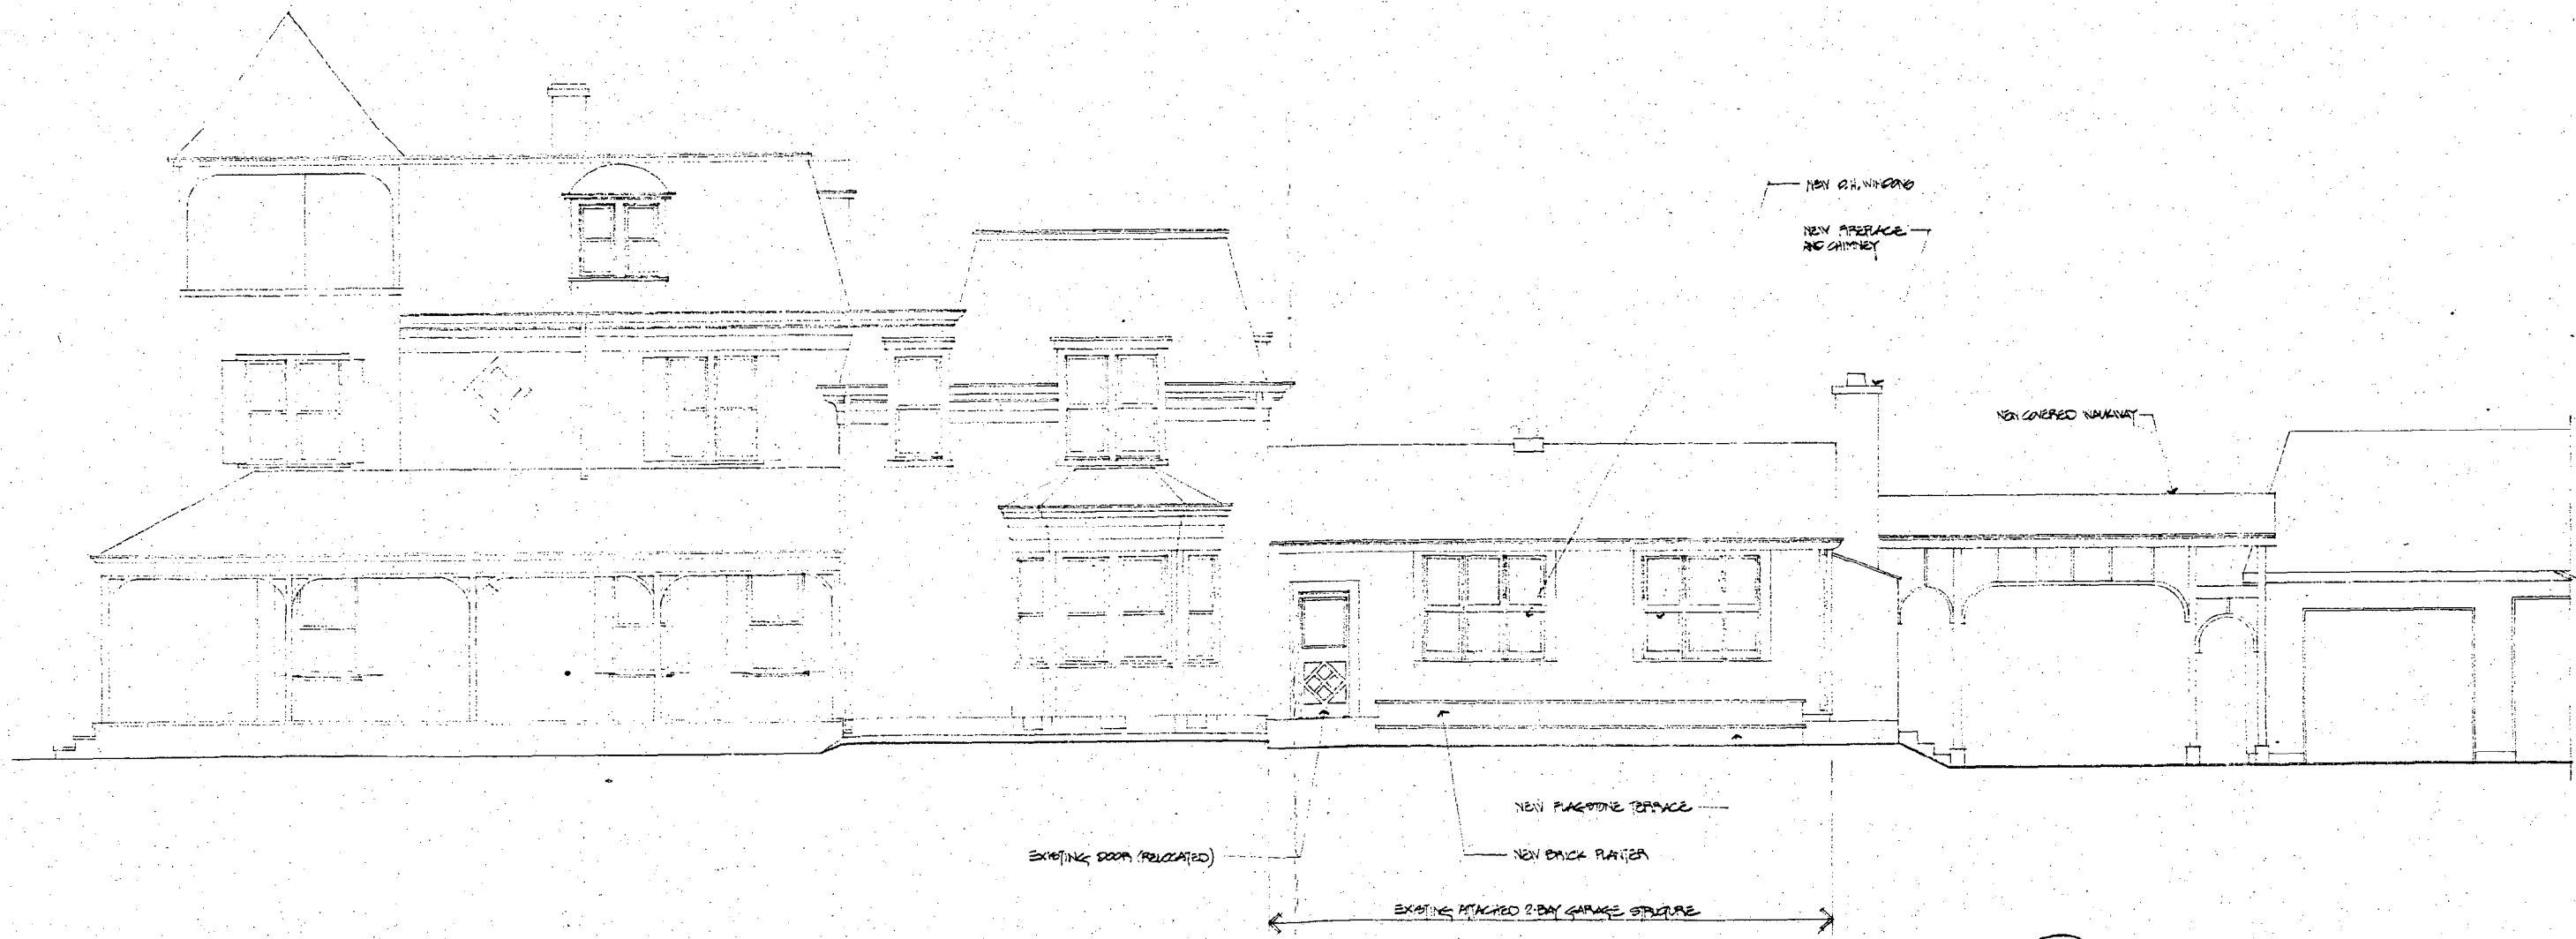 NEW D.H. WINDOWS
NEW FIREPLACE
AND CHIMNEY
NEW COVERED WALKWAY
NEW FLAGSTONE TERRACE
EXISTING DOOR (RELOCATED)
NEW BRICK PLANTER
EXISTING ATTACHED 2-BAY GARAGE STRUCTURE